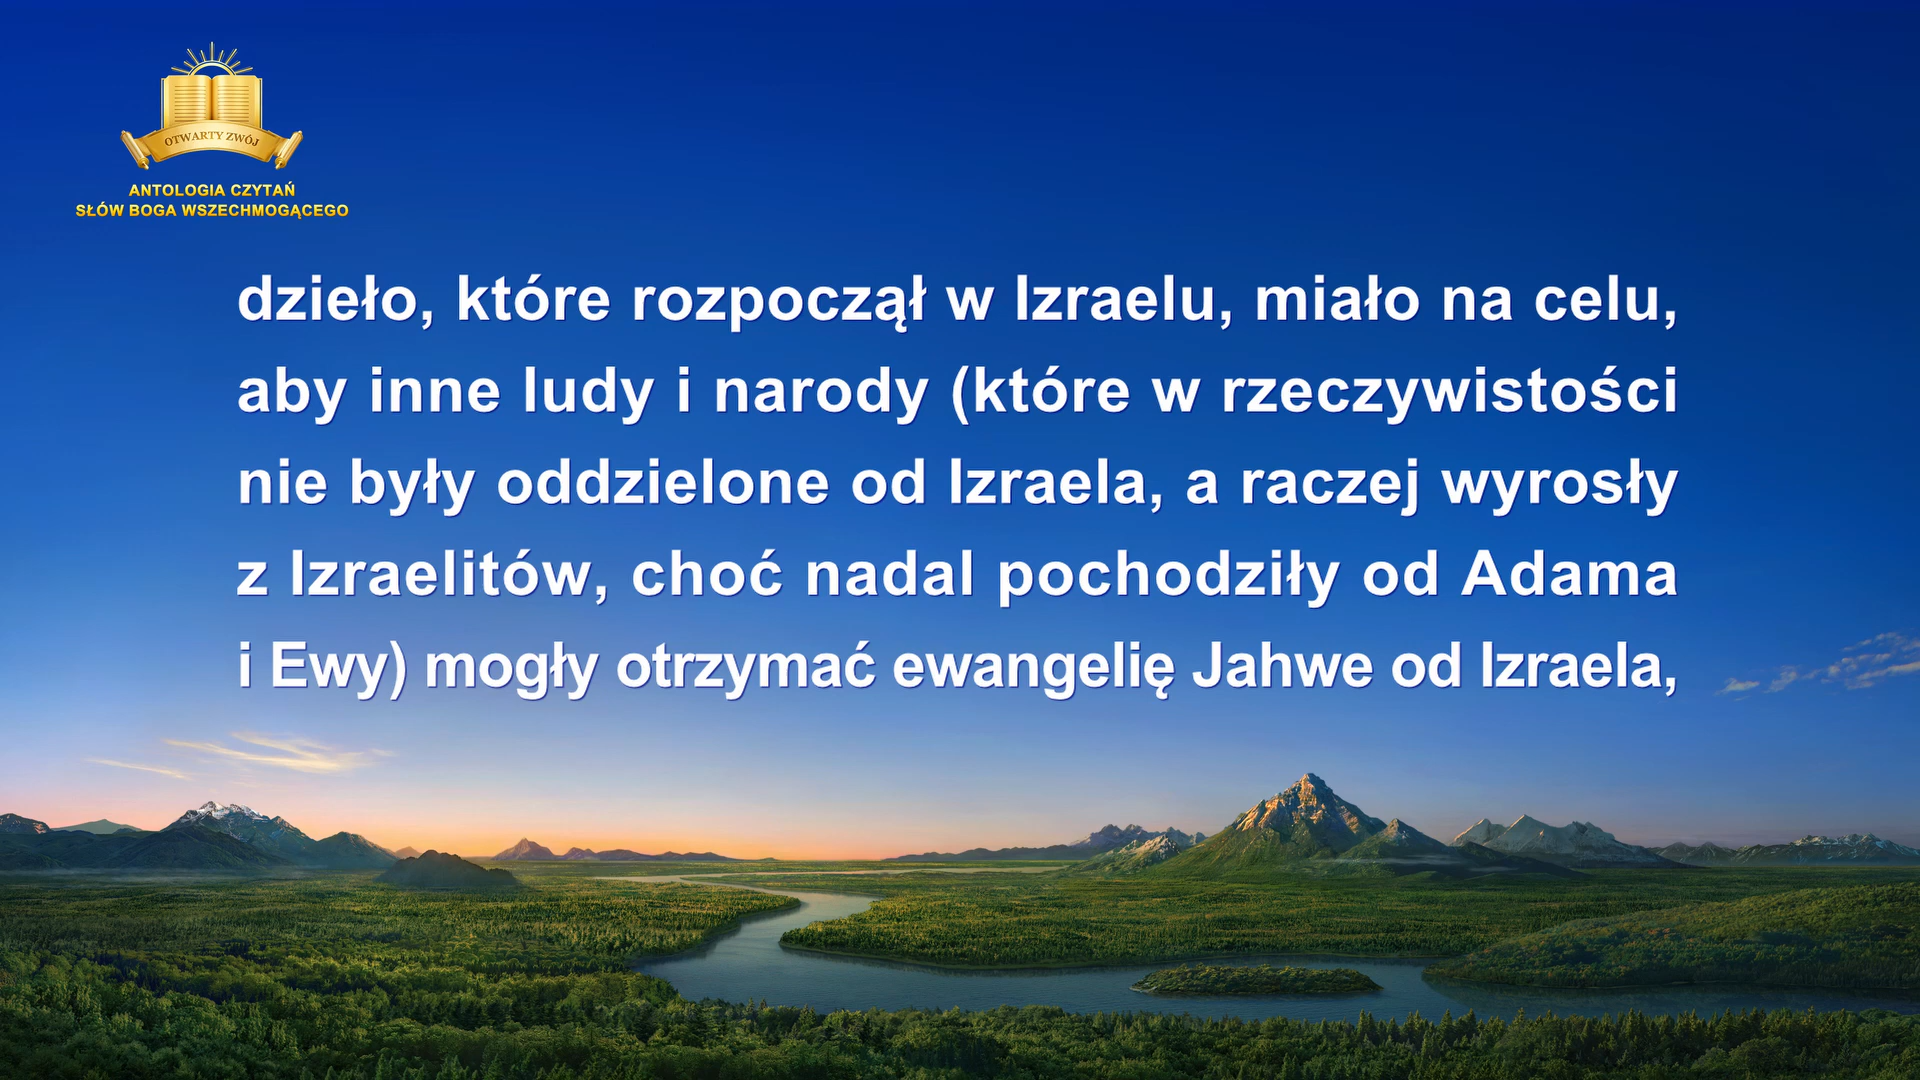 OTWARTY ZWÓJ
ANTOLOGIA CZYTAŃ
SŁÓW BOGA WSZECHMOGĄCEGO
dzieło, które rozpoczął w Izraelu, miało na celu,
aby inne ludy i narody (które w rzeczywistości
nie były oddzielone od Izraela, a raczej wyrosły
z Izraelitów, choć nadal pochodziły od Adama
i Ewy) mogły otrzymać ewangelię Jahwe od Izraela,